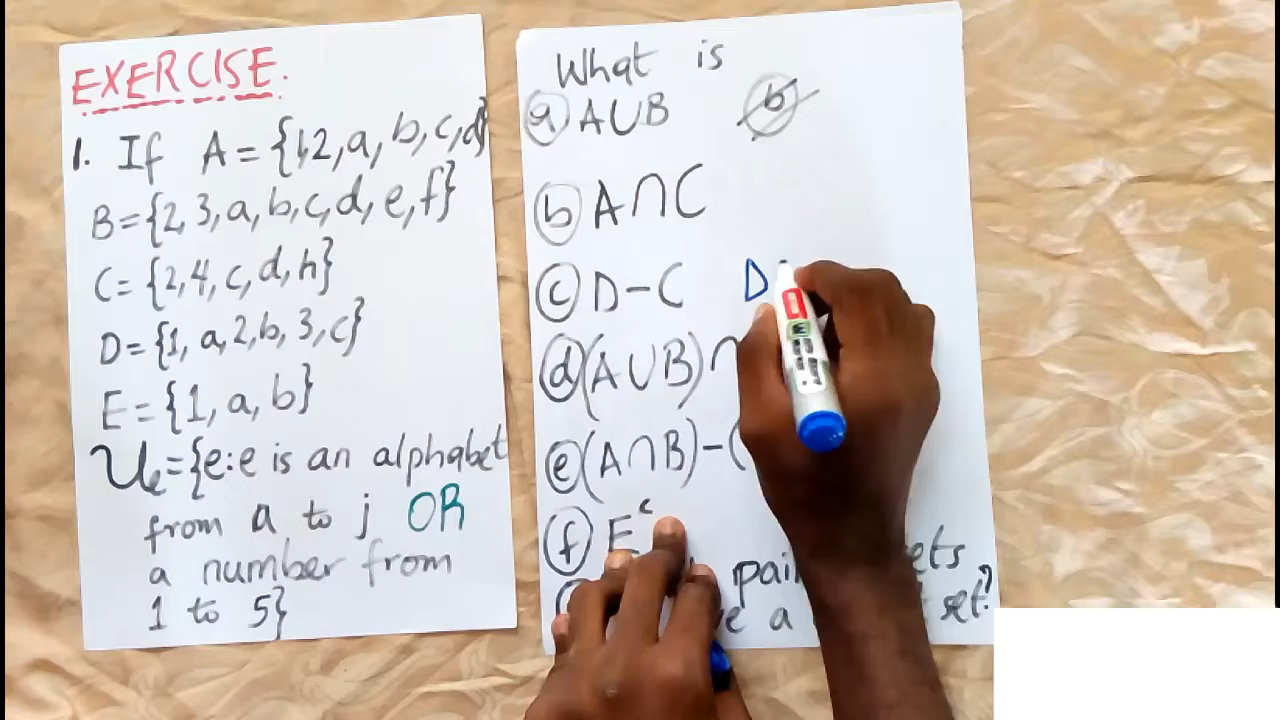 EXERCISE.
1. If A = {1,2, a, b, c, d}
B = {2, 3, a, b, c, d, e, f}
C = {2, 4, c, d, h}
D = {1, a, 2, b, 3, c}
E = {1, a, b}
U = {e: e is an alphabet
from a to j OR
a number from
1 to 5}
What is
a A∪B b
b A∩C
c D-C D
d (A∪B)∩
e (A∩B)-(
f E^c
a